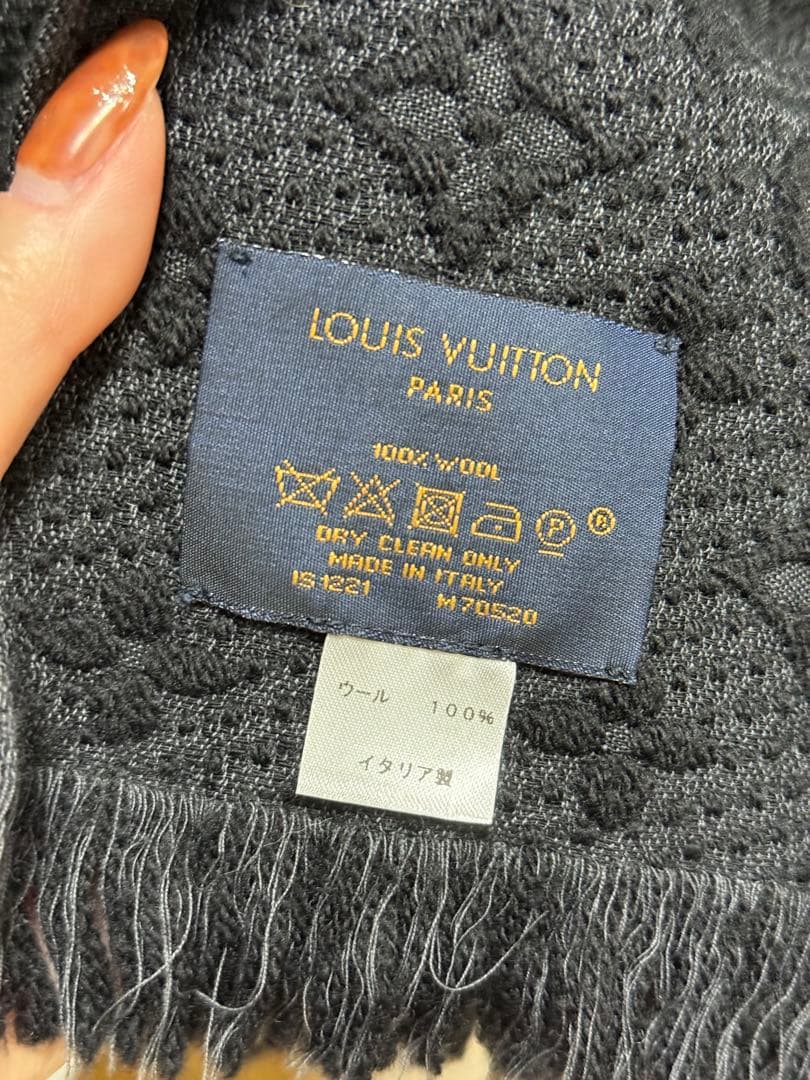 LOUIS VUITTON
PARIS
100% WOOL
P ®
DRY CLEAN ONLY
MADE IN ITALY
IS1221 M70520
ウール 100%
イタリア製